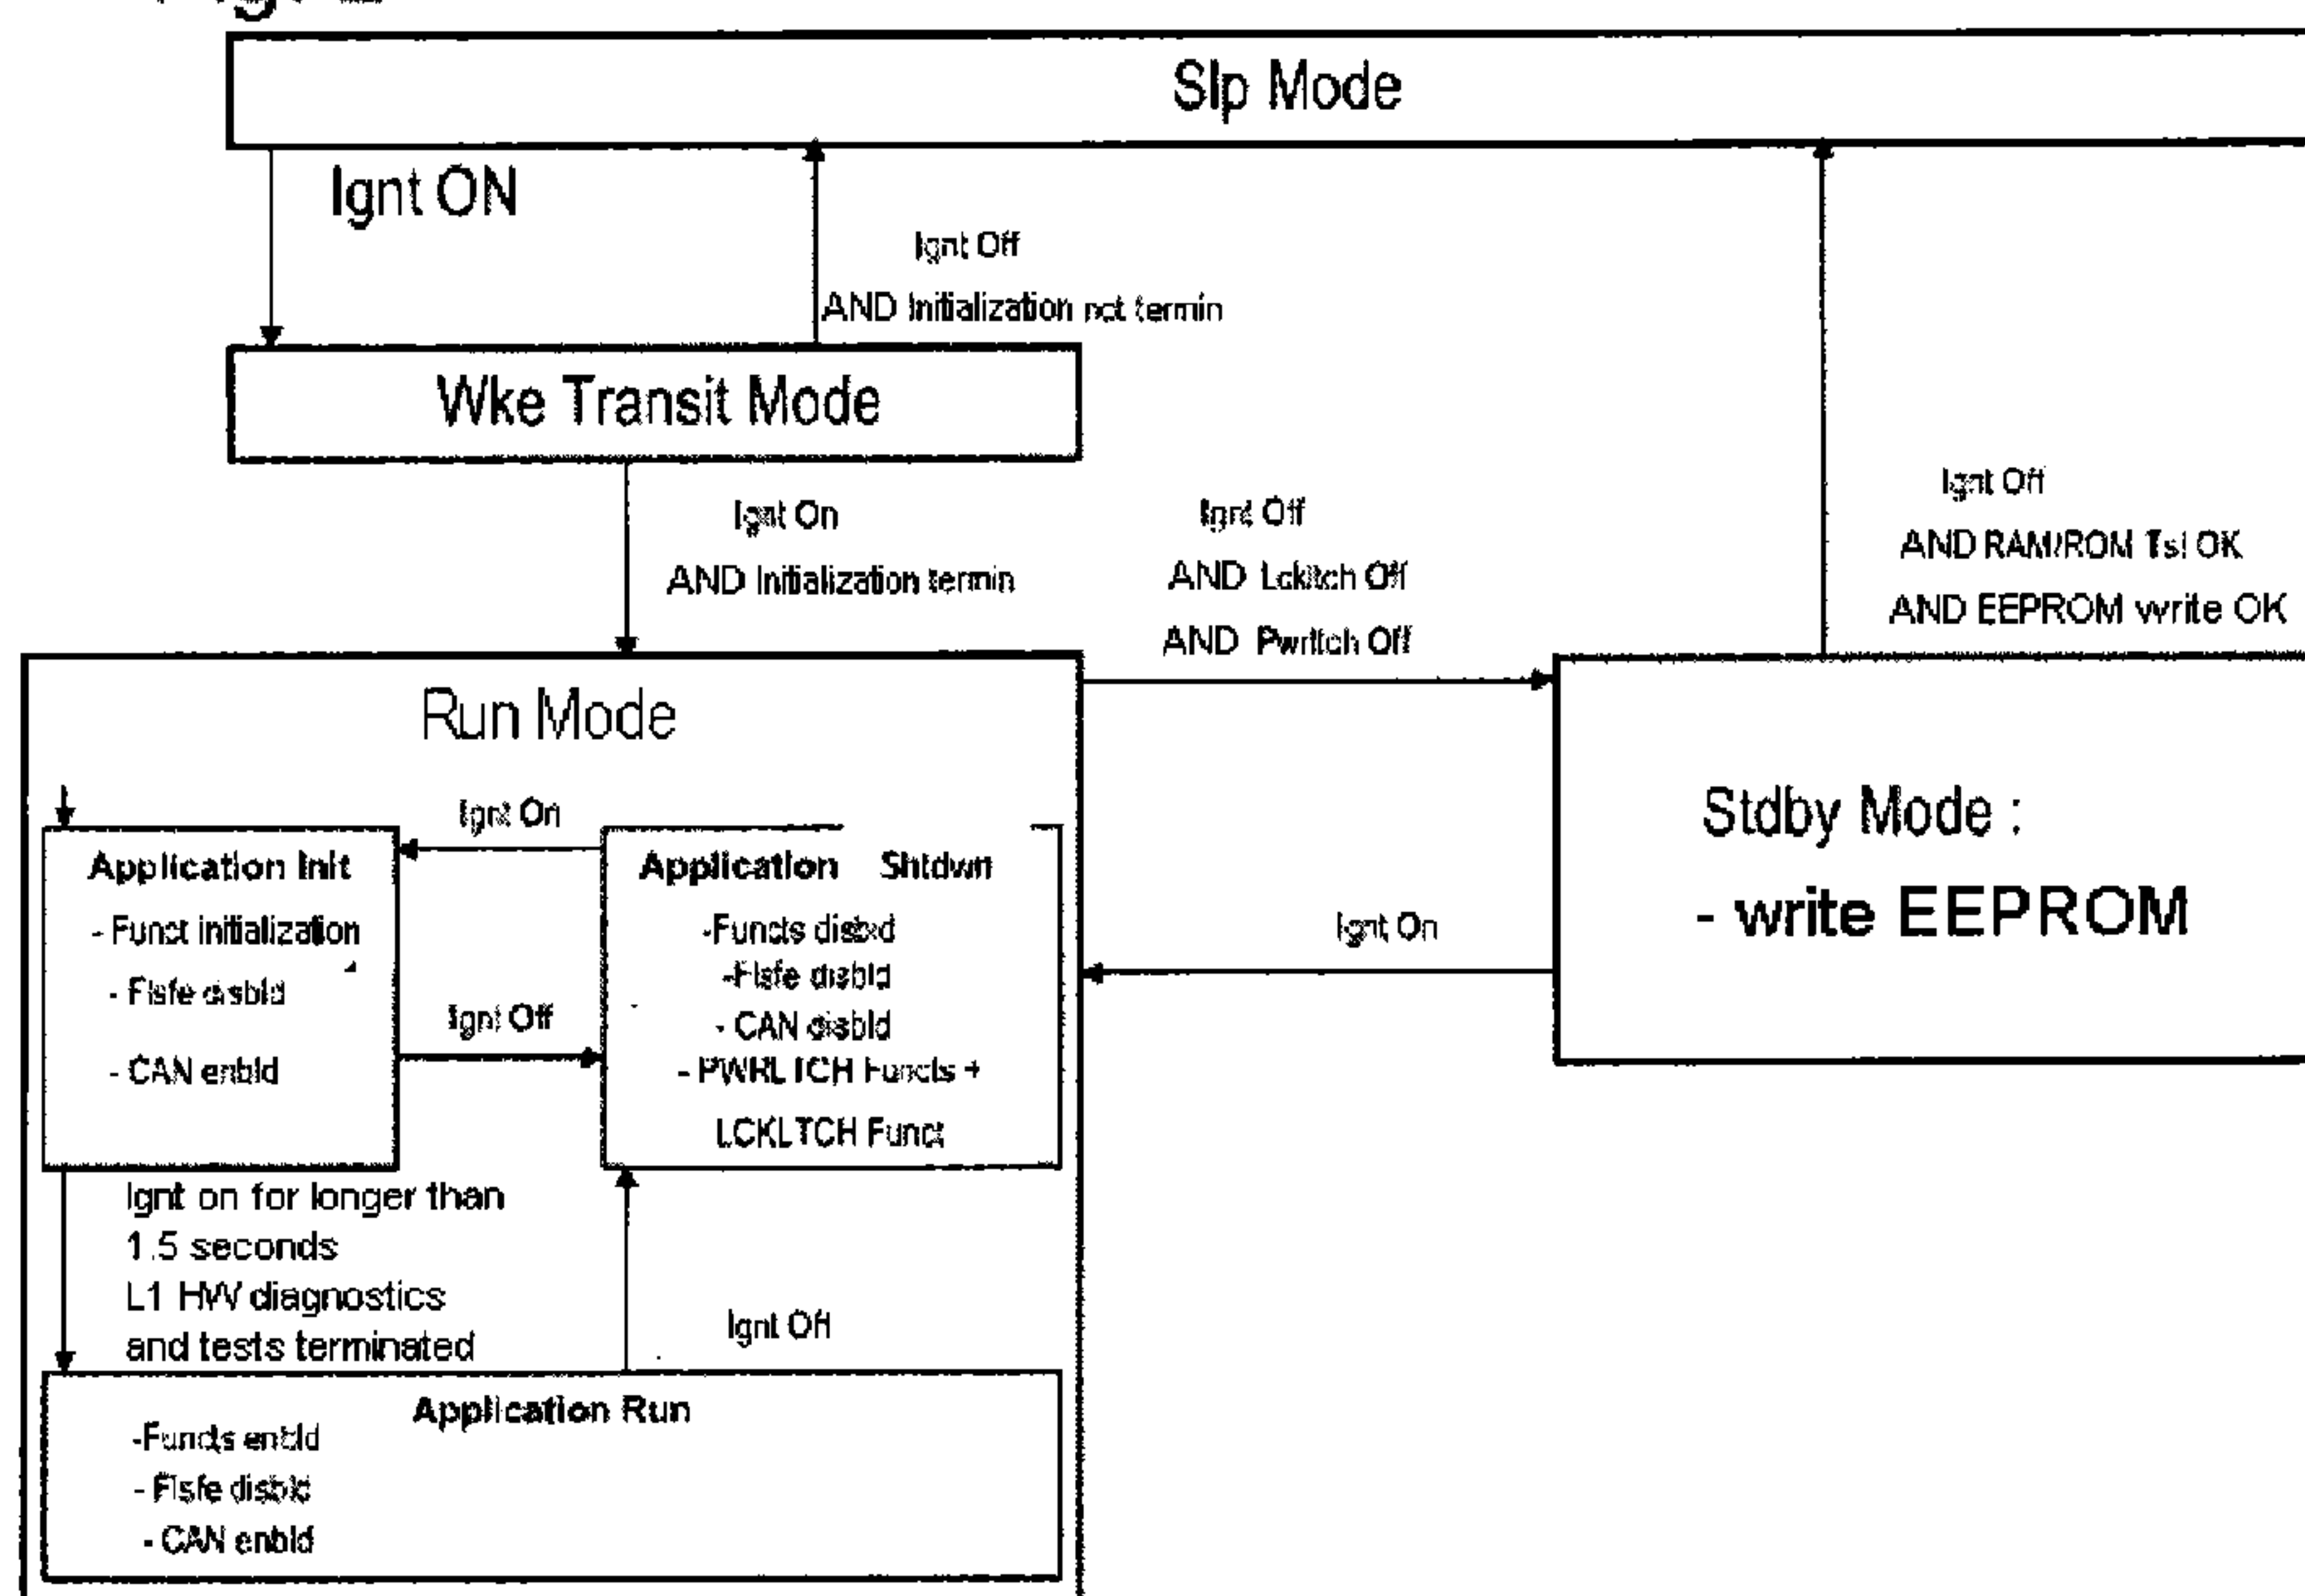 Slp Mode
Ignt ON
Ignt Off
AND Initialization not termin
Wke Transit Mode
Ignt On
AND Initialization termin
Ignt Off
AND Lckltch Off
AND Pwrltch Off
Ignt Off
AND RAM/ROM Tst OK
AND EEPROM write OK
Run Mode
Ignt On
Application Init
- Funct initialization
- Flsfe disbld
- CAN enbld
Ignt Off
Application Shtdwn
-Functs disbld
-Flsfe disbld
- CAN disbld
- PWRLTCH Functs +
LCKLTCH Funct
Ignt On
Stdby Mode :
- write EEPROM
Ignt on for longer than
1.5 seconds
L1 HW diagnostics
and tests terminated
Ignt Off
Application Run
-Functs enbld
- Flsfe disbld
- CAN enbld